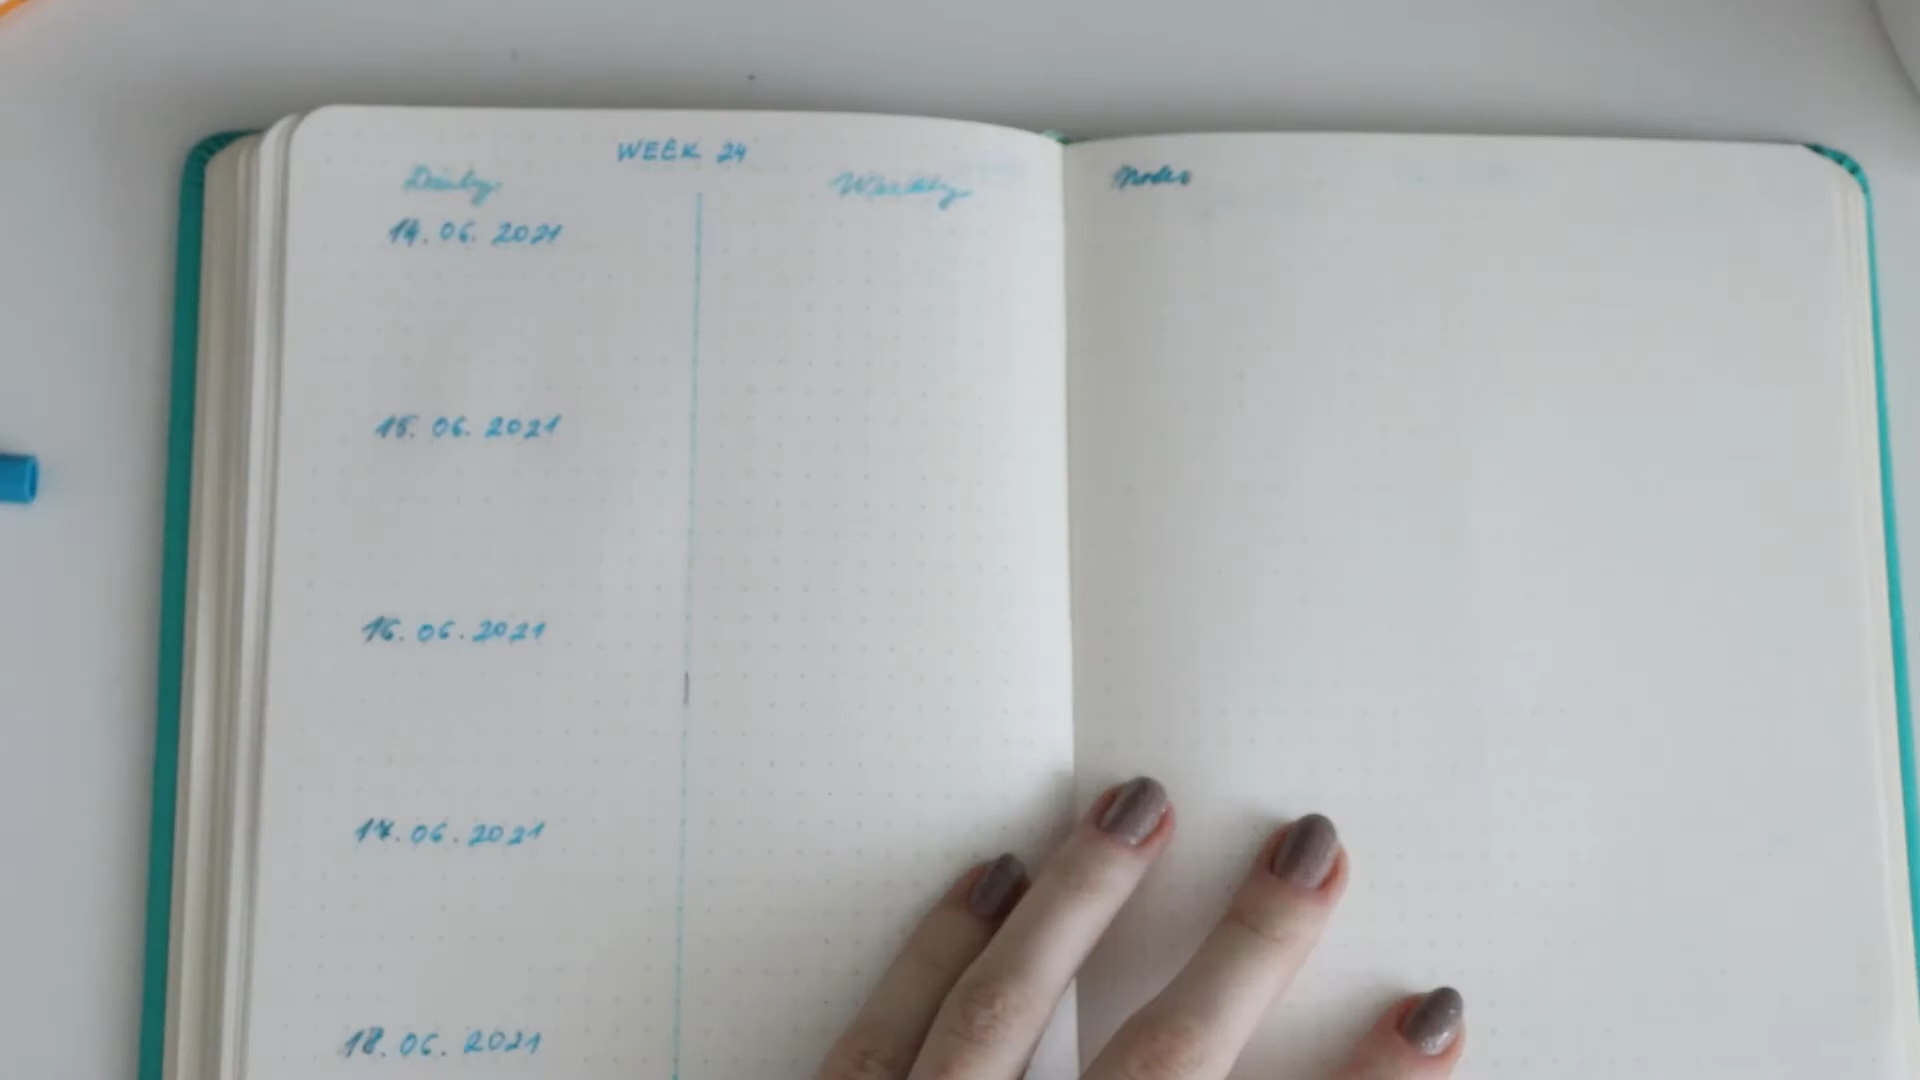 WEEK 24
Daily
Weekly
14. 06. 2021
15. 06. 2021
16. 06. 2021
17. 06. 2021
18. 06. 2021
Notes